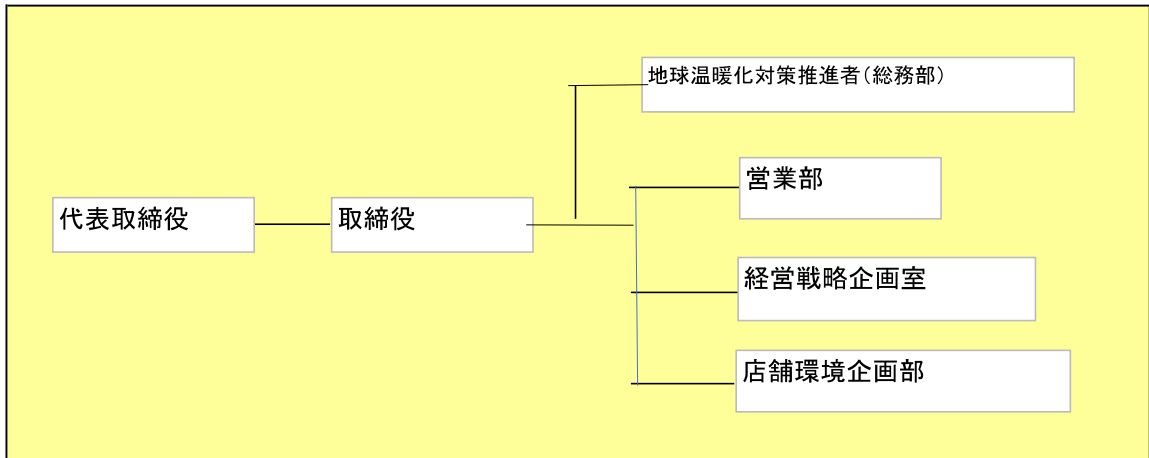 地球温暖化対策推進者（総務部）
営業部
代表取締役
取締役
経営戦略企画室
店舗環境企画部